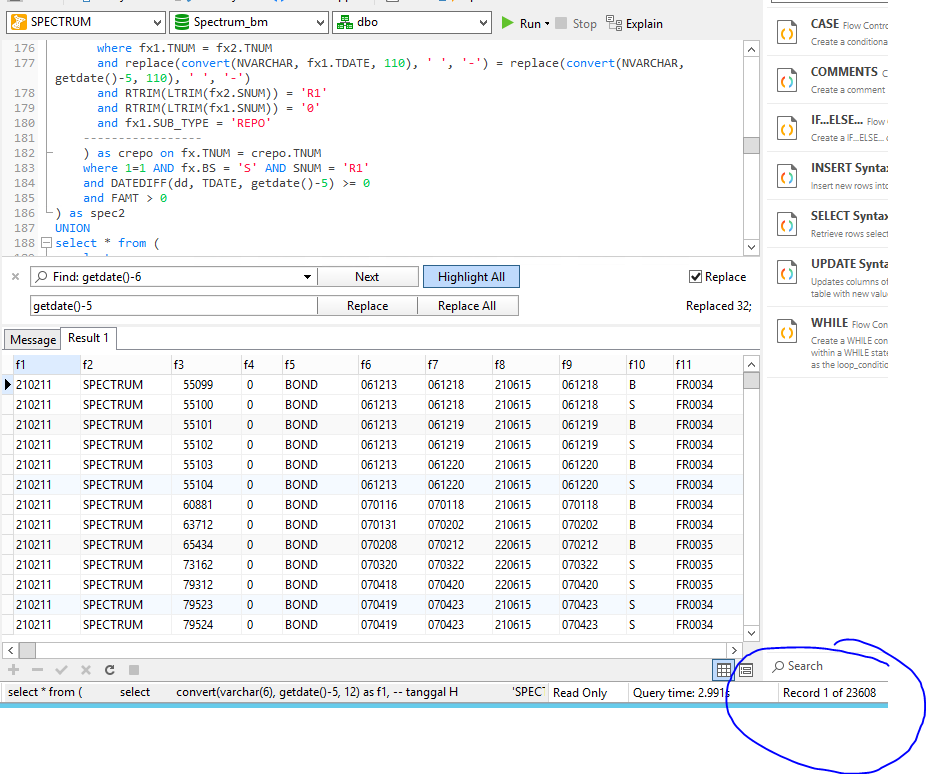 SPECTRUM Spectrum_bm dbo Run Stop Explain
176 where fx1.TNUM = fx2.TNUM
177 and replace(convert(NVARCHAR, fx1.TDATE, 110), ' ', '-') = replace(convert(NVARCHAR,
getdate()-5, 110), ' ', '-')
178 and RTRIM(LTRIM(fx2.SNUM)) = 'R1'
179 and RTRIM(LTRIM(fx1.SNUM)) = '0'
180 and fx1.SUB_TYPE = 'REPO'
181 ------------------
182 ) as crepo on fx.TNUM = crepo.TNUM
183 where 1=1 AND fx.BS = 'S' AND SNUM = 'R1'
184 and DATEDIFF(dd, TDATE, getdate()-5) >= 0
185 and FAMT > 0
186 ) as spec2
187 UNION
188 select * from (
Find: getdate()-6 Next Highlight All Replace
getdate()-5 Replace Replace All Replaced 32;
Message Result 1
f1 f2 f3 f4 f5 f6 f7 f8 f9 f10 f11
210211 SPECTRUM 55099 0 BOND 061213 061218 210615 061218 B FR0034
210211 SPECTRUM 55100 0 BOND 061213 061218 210615 061218 S FR0034
210211 SPECTRUM 55101 0 BOND 061213 061219 210615 061219 B FR0034
210211 SPECTRUM 55102 0 BOND 061213 061219 210615 061219 S FR0034
210211 SPECTRUM 55103 0 BOND 061213 061220 210615 061220 B FR0034
210211 SPECTRUM 55104 0 BOND 061213 061220 210615 061220 S FR0034
210211 SPECTRUM 60881 0 BOND 070116 070118 210615 070118 B FR0034
210211 SPECTRUM 63712 0 BOND 070131 070202 210615 070202 B FR0034
210211 SPECTRUM 65434 0 BOND 070208 070212 220615 070212 B FR0035
210211 SPECTRUM 73162 0 BOND 070320 070322 220615 070322 S FR0035
210211 SPECTRUM 79312 0 BOND 070418 070420 220615 070420 S FR0035
210211 SPECTRUM 79523 0 BOND 070419 070423 210615 070423 S FR0034
210211 SPECTRUM 79524 0 BOND 070419 070423 210615 070423 S FR0034
select * from ( select convert(varchar(6), getdate()-5, 12) as f1, -- tanggal H 'SPECT Read Only Query time: 2.991s Record 1 of 23608
CASE Flow Contro
Create a conditiona
COMMENTS C
Create a comment
IF...ELSE... Flow
Create a IF...ELSE... c
INSERT Syntax
Insert new rows into
SELECT Syntax
Retrieve rows select
UPDATE Synta
Updates columns of
table with new valu
WHILE Flow Con
Create a WHILE con
within a WHILE state
as the loop_conditio
Search